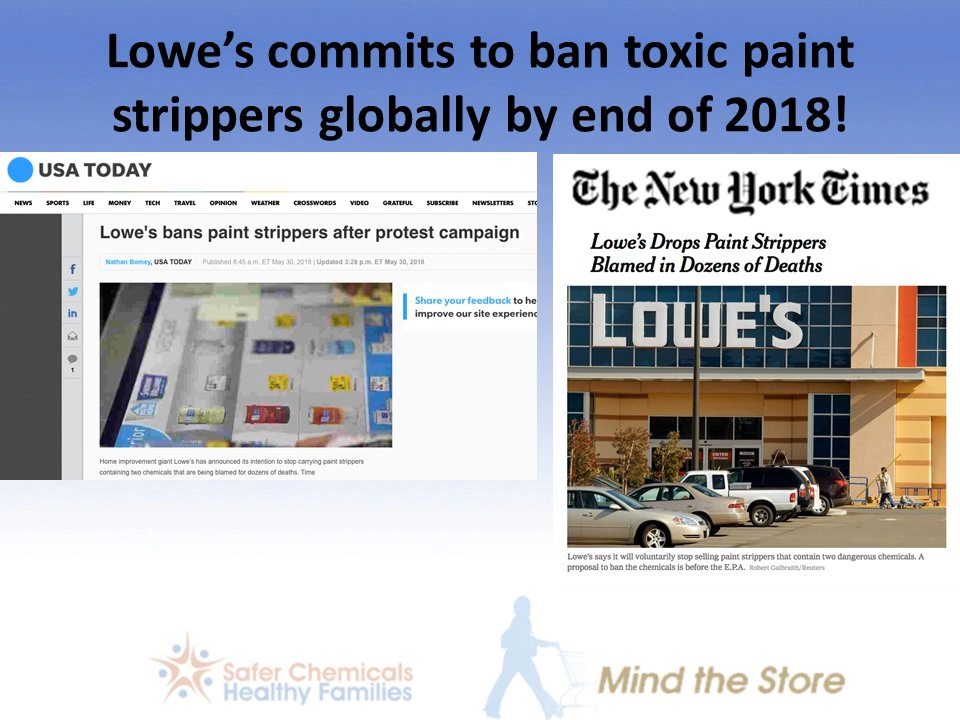 Lowe’s commits to ban toxic paint
strippers globally by end of 2018!
USA TODAY
NEWS SPORTS LIFE MONEY TECH TRAVEL OPINION WEATHER CROSSWORDS VIDEO GRATEFUL SUBSCRIBE NEWSLETTERS
Lowe's bans paint strippers after protest campaign
Nathan Bomey, USA TODAY Published 8:45 a.m. ET May 30, 2018 | Updated 3:28 p.m. ET May 30, 2018
Share your feedback to he
improve our site experienc
1
Home improvement giant Lowe's has announced its intention to stop carrying paint strippers
containing two chemicals that are being blamed for dozens of deaths. Time
The New York Times
Lowe’s Drops Paint Strippers
Blamed in Dozens of Deaths
LOWE'S
ENTER
Lowe’s says it will voluntarily stop selling paint strippers that contain two dangerous chemicals. A
proposal to ban the chemicals is before the E.P.A. Robert Galbraith/Reuters
Safer Chemicals
Healthy Families
Mind the Store